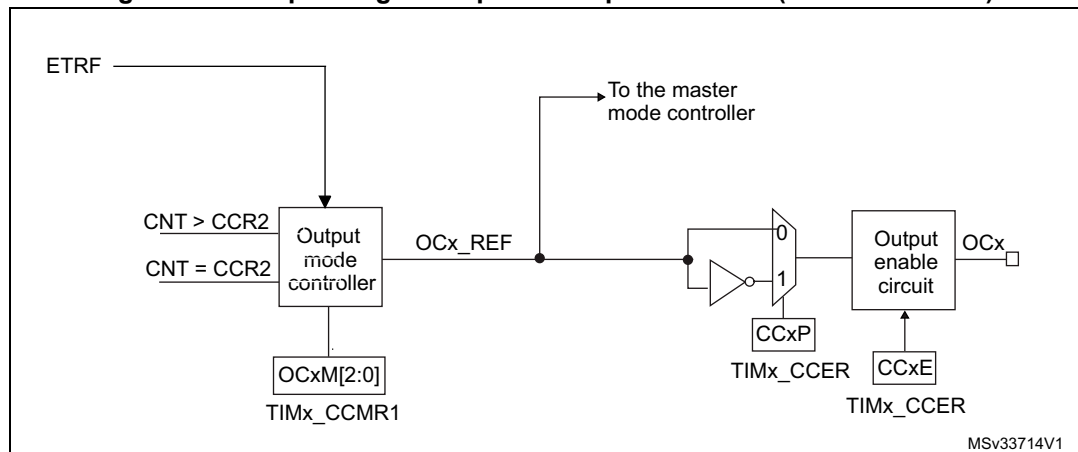 ETRF
To the master
mode controller
CNT > CCR2
CNT = CCR2
Output
mode
controller
OCx_REF
0
1
Output
enable
circuit
OCx
CCxP
TIMx_CCER
CCxE
TIMx_CCER
OCxM[2:0]
TIMx_CCMR1
MSv33714V1